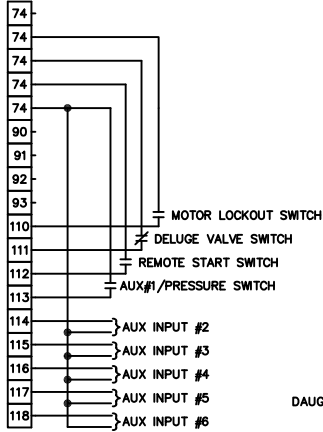 74
74
74
74
74
90
91
92
93
110
MOTOR LOCKOUT SWITCH
111
DELUGE VALVE SWITCH
112
REMOTE START SWITCH
113
AUX#1/PRESSURE SWITCH
114
AUX INPUT #2
115
AUX INPUT #3
116
AUX INPUT #4
117
AUX INPUT #5
DAUG
118
AUX INPUT #6